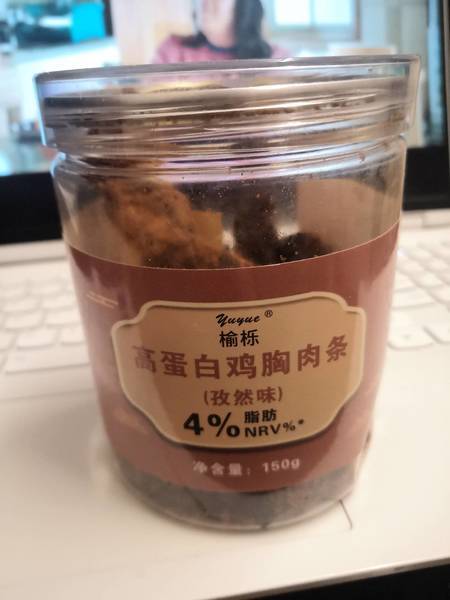 Yuyue®
榆栎
高蛋白鸡胸肉条
(孜然味)
4% 脂肪
NRV%*
净含量: 150g